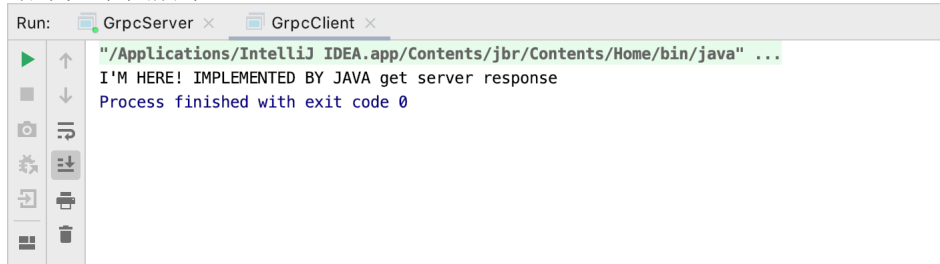 Run: GrpcServer × GrpcClient ×
"/Applications/IntelliJ IDEA.app/Contents/jbr/Contents/Home/bin/java" ...
I'M HERE! IMPLEMENTED BY JAVA get server response
Process finished with exit code 0